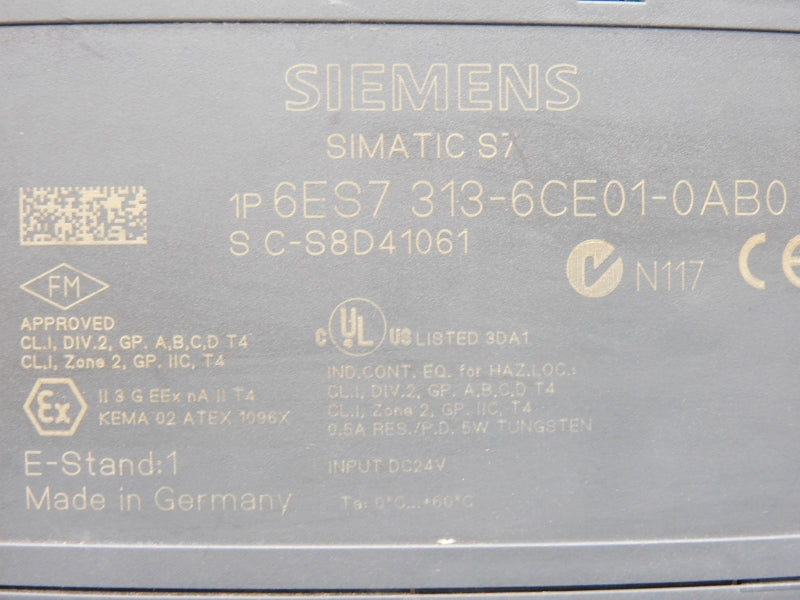 SIEMENS
SIMATIC S7
1P 6ES7 313-6CE01-0AB0
S C-S8D41061
N117 CE
FM
APPROVED
CL.I, DIV.2, GP. A,B,C,D T4
CL.I, Zone 2, GP. IIC, T4
C UL US LISTED 3DA1
IND.CONT. EQ. for HAZ.LOC.:
CL.I, DIV.2, GP. A,B,C,D T4
CL.I, Zone 2, GP. IIC, T4
0.5A RES./P.D. 5W TUNGSTEN
Ex II 3 G EEx nA II T4
KEMA 02 ATEX 1096X
E-Stand:1
INPUT DC24V
Made in Germany
Ta: 0°C...+60°C